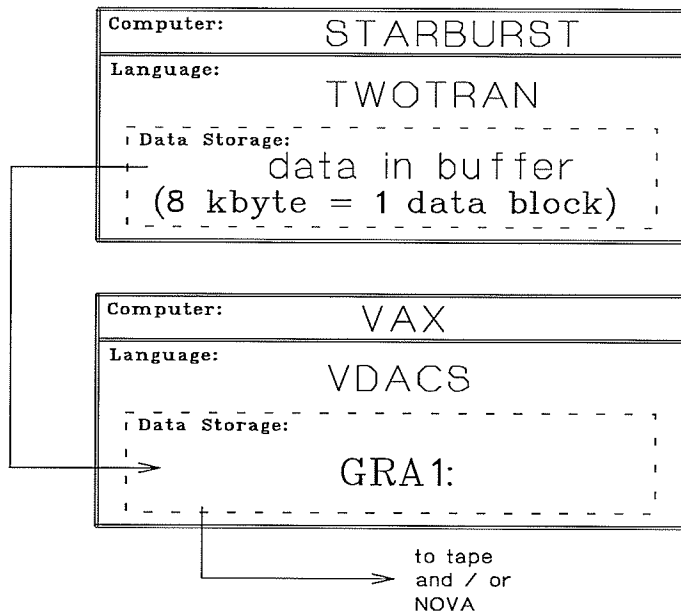 Computer: STARBURST
Language:
TWOTRAN
Data Storage:
data in buffer
(8 kbyte = 1 data block)
Computer: VAX
Language:
VDACS
Data Storage:
GRA1:
to tape
and / or
NOVA